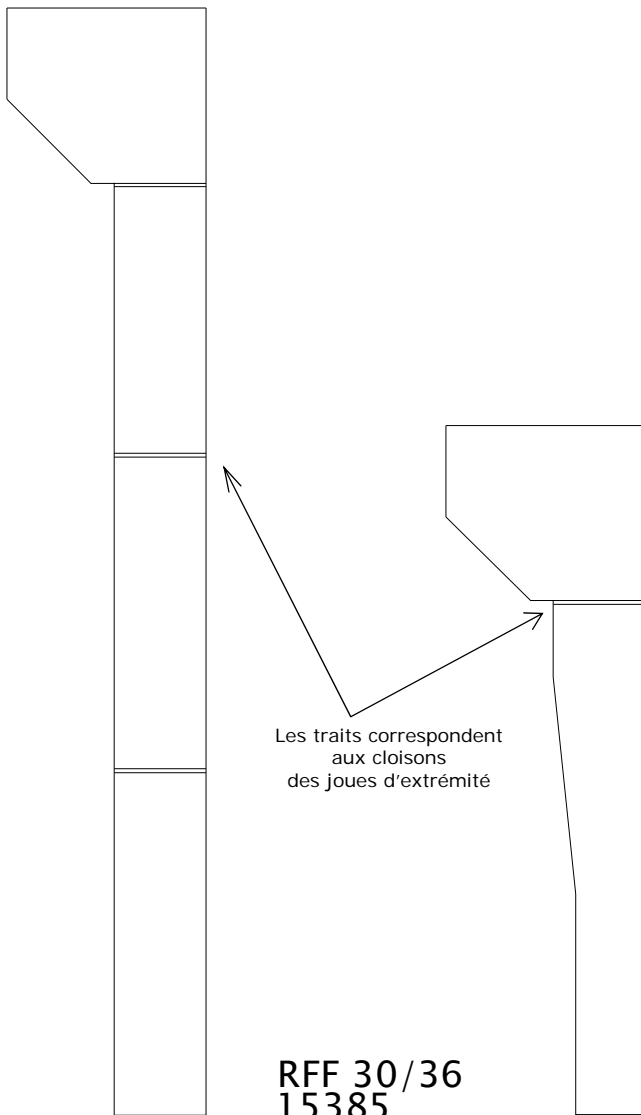 Les traits correspondent
aux cloisons
des joues d'extrémité
RFF 30/36
15385